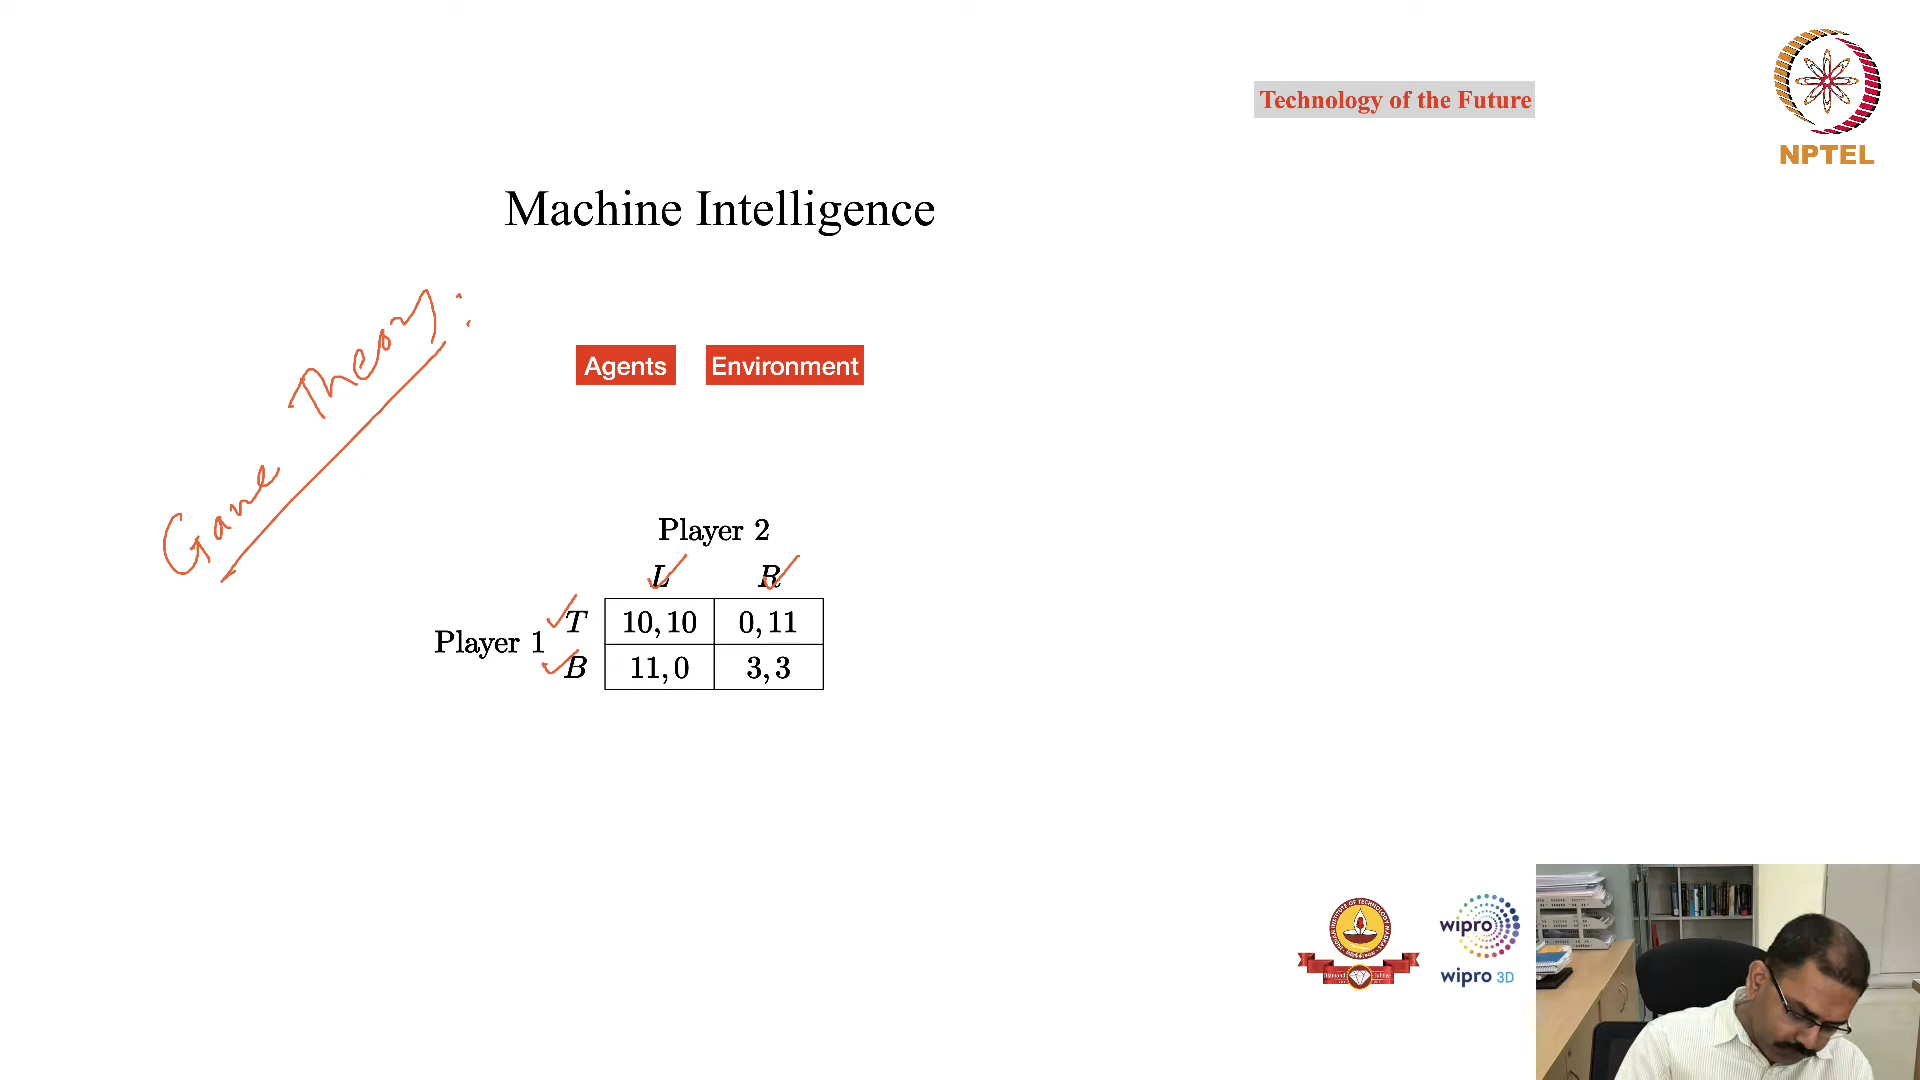 Technology of the Future
NPTEL
Machine Intelligence
Game Theory:
Agents Environment
Player 2
L R
Player 1
T 10, 10 0, 11
B 11, 0 3, 3
wipro
wipro 3D